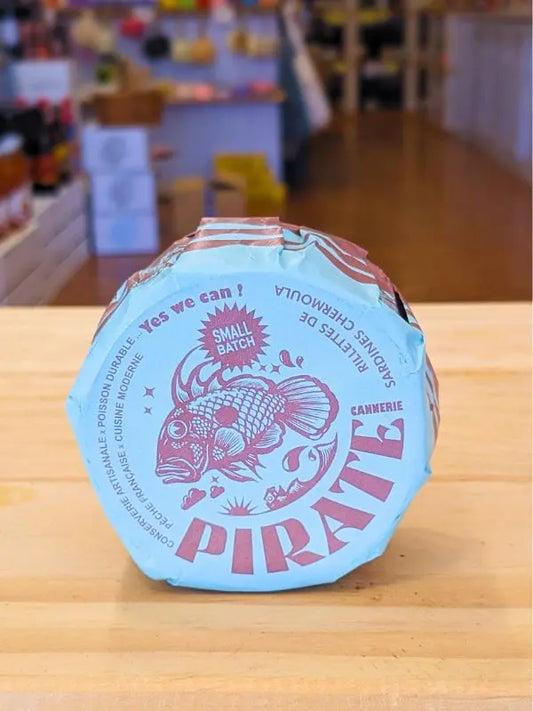 Yes we can !
SMALL
BATCH
RILLETTES DE
SARDINES CHERMOULA
CONSERVERIE ARTISANALE x POISSON DURABLE...
PÊCHE FRANÇAISE x CUISINE MODERNE
CANNERIE
PIRATE